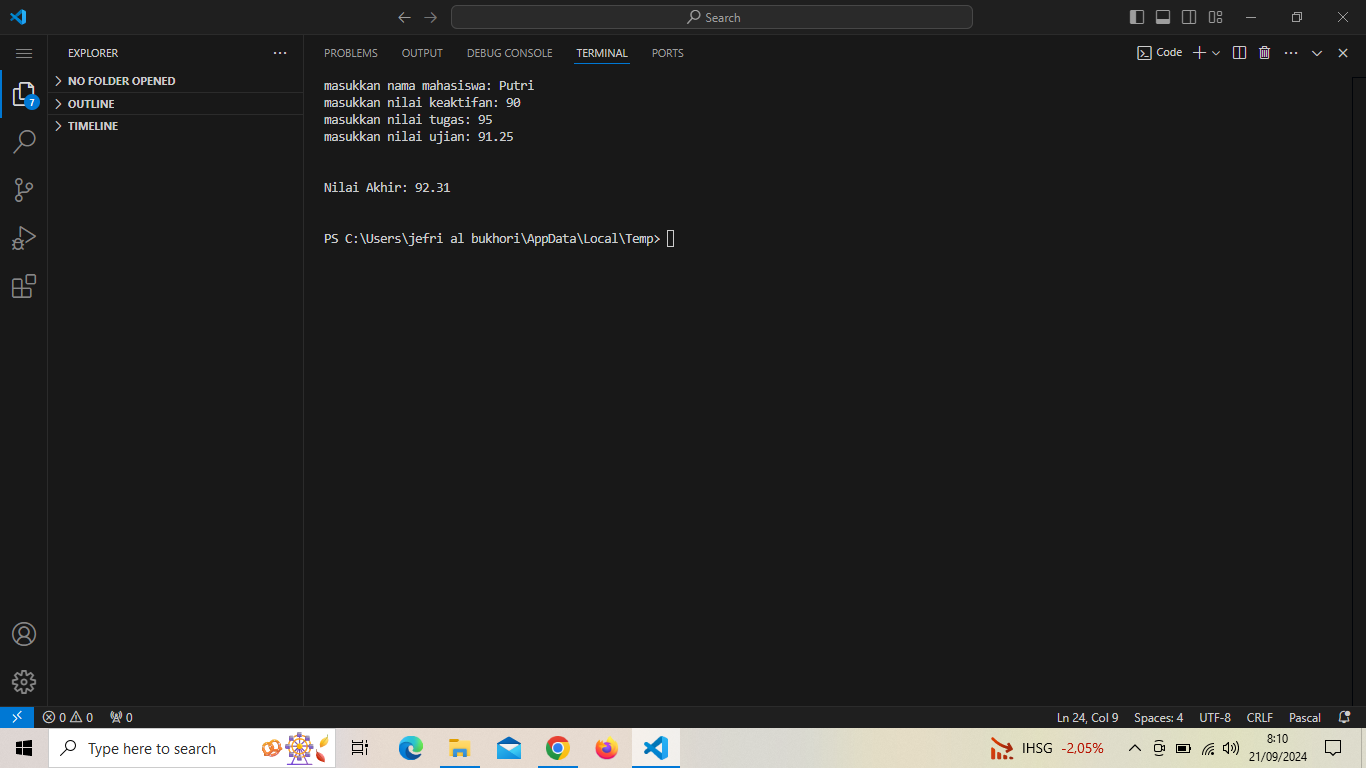 Search
EXPLORER
NO FOLDER OPENED
OUTLINE
TIMELINE
7
PROBLEMS OUTPUT DEBUG CONSOLE TERMINAL PORTS
Code
masukkan nama mahasiswa: Putri
masukkan nilai keaktifan: 90
masukkan nilai tugas: 95
masukkan nilai ujian: 91.25
Nilai Akhir: 92.31
PS C:\Users\jefri al bukhori\AppData\Local\Temp>
0 0 0
Ln 24, Col 9 Spaces: 4 UTF-8 CRLF Pascal
Type here to search
IHSG -2,05%
8:10
21/09/2024